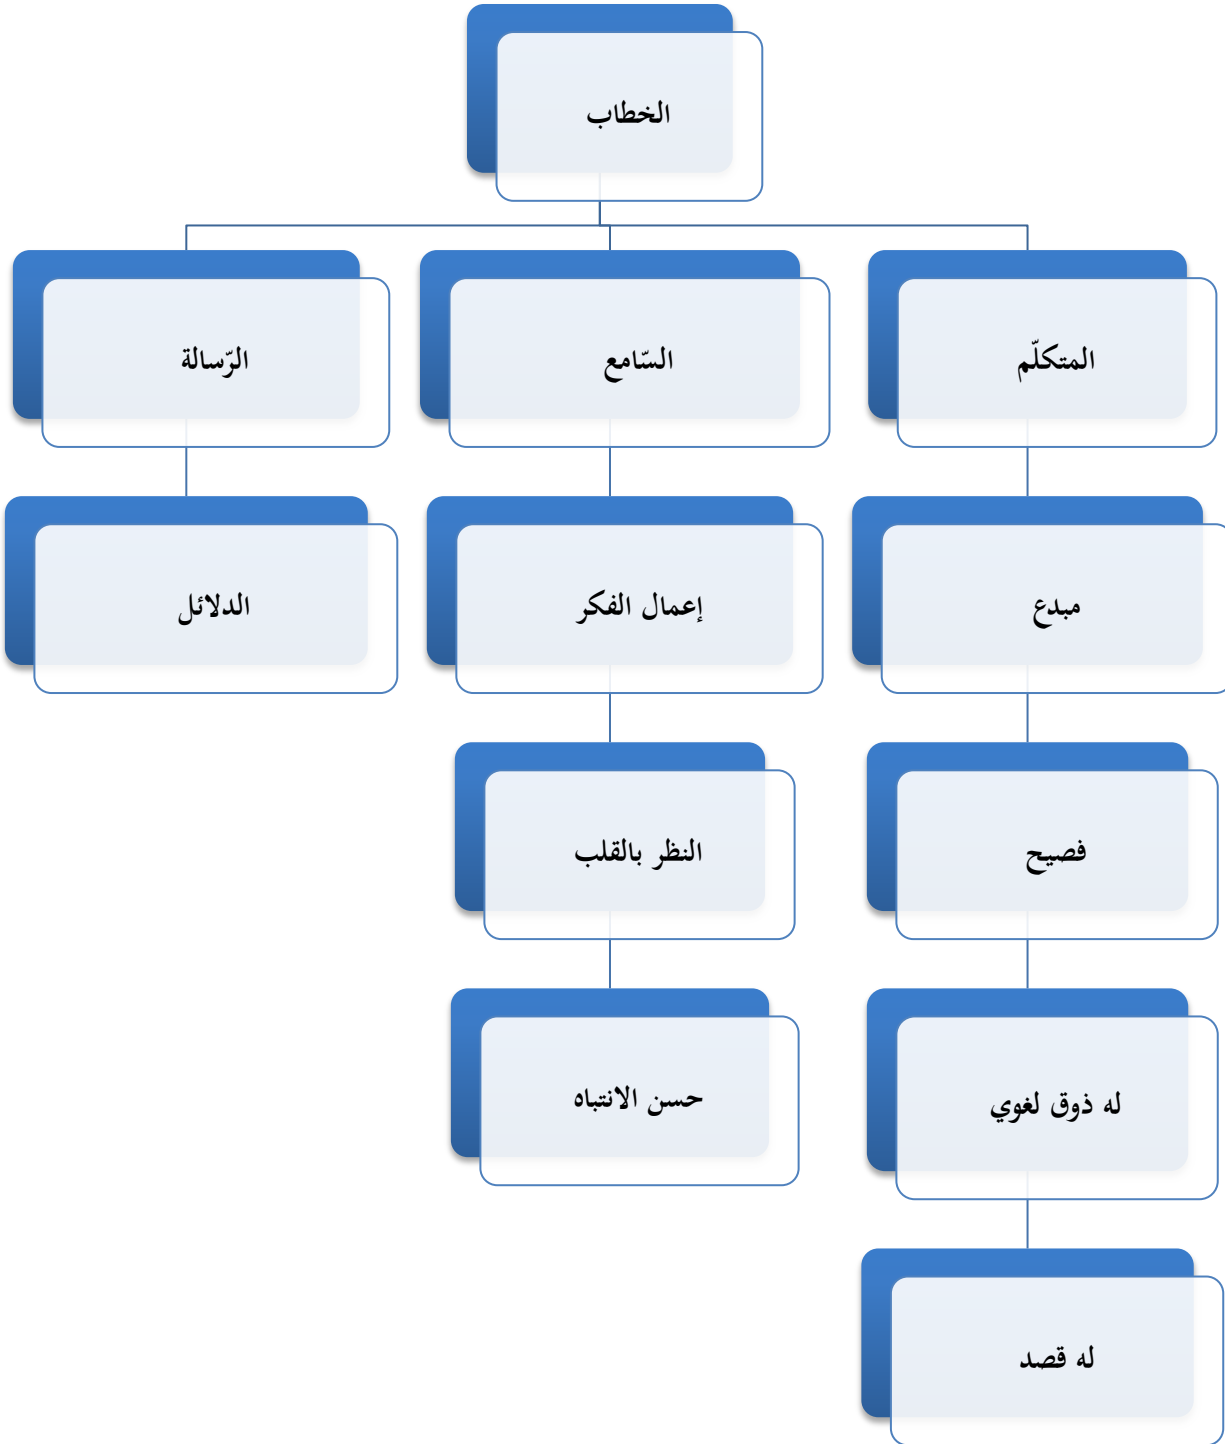 الخطاب
المتكلّم
السّامع
الرّسالة
مبدع
إعمال الفكر
الدلائل
فصيح
النظر بالقلب
له ذوق لغوي
حسن الانتباه
له قصد